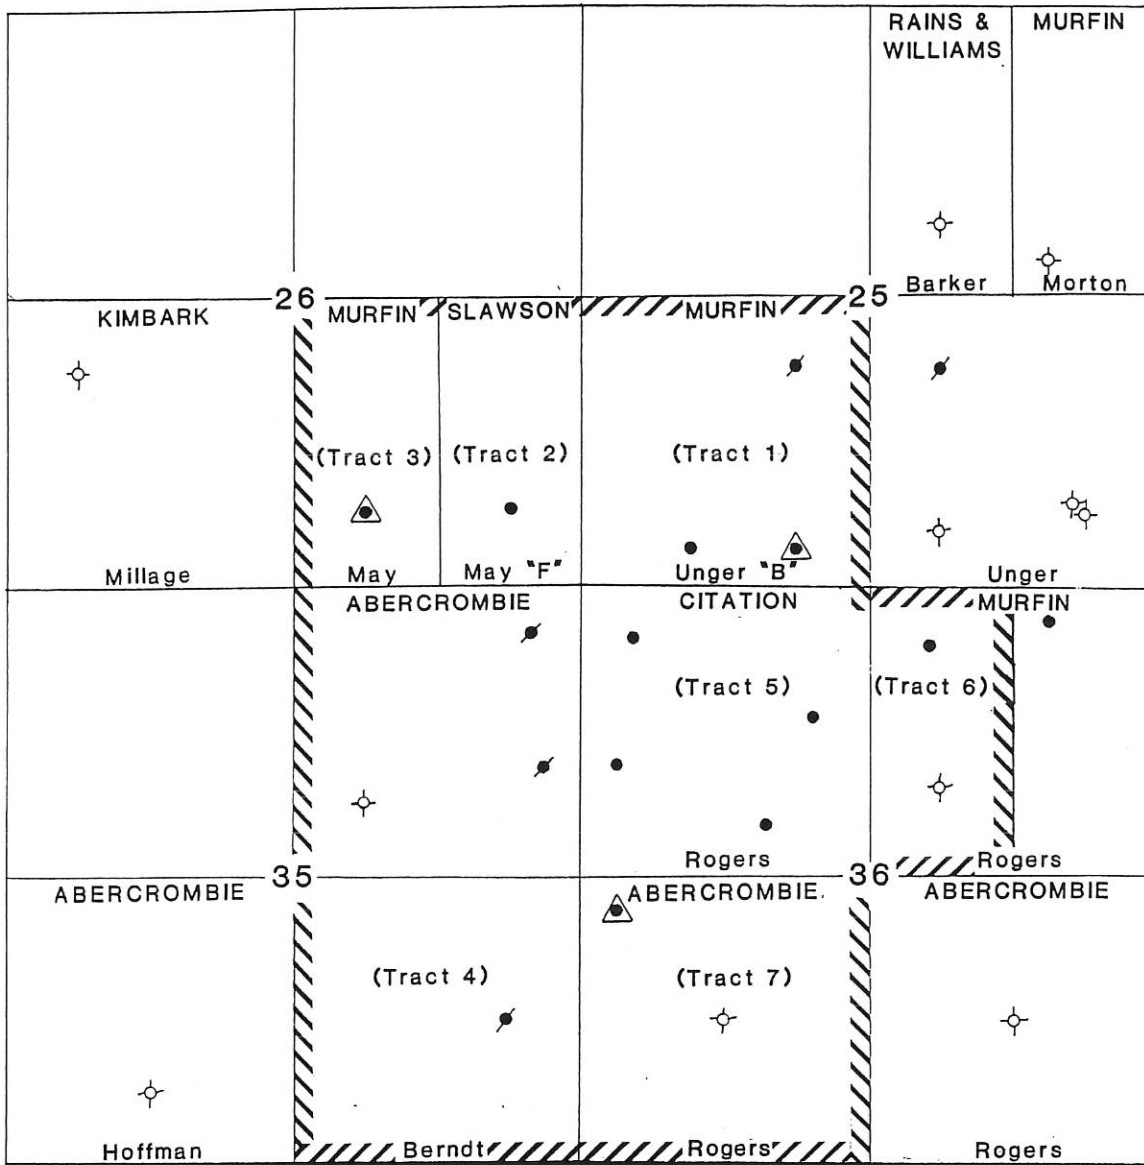 RAINS &
WILLIAMS
MURFIN
Barker
Morton
26
25
KIMBARK
MURFIN
SLAWSON
MURFIN
(Tract 3)
(Tract 2)
(Tract 1)
Millage
May
May "F"
Unger "B"
Unger
ABERCROMBIE
CITATION
MURFIN
(Tract 5)
(Tract 6)
Rogers
Rogers
35
36
ABERCROMBIE
ABERCROMBIE
ABERCROMBIE
(Tract 4)
(Tract 7)
Hoffman
Berndt
Rogers
Rogers